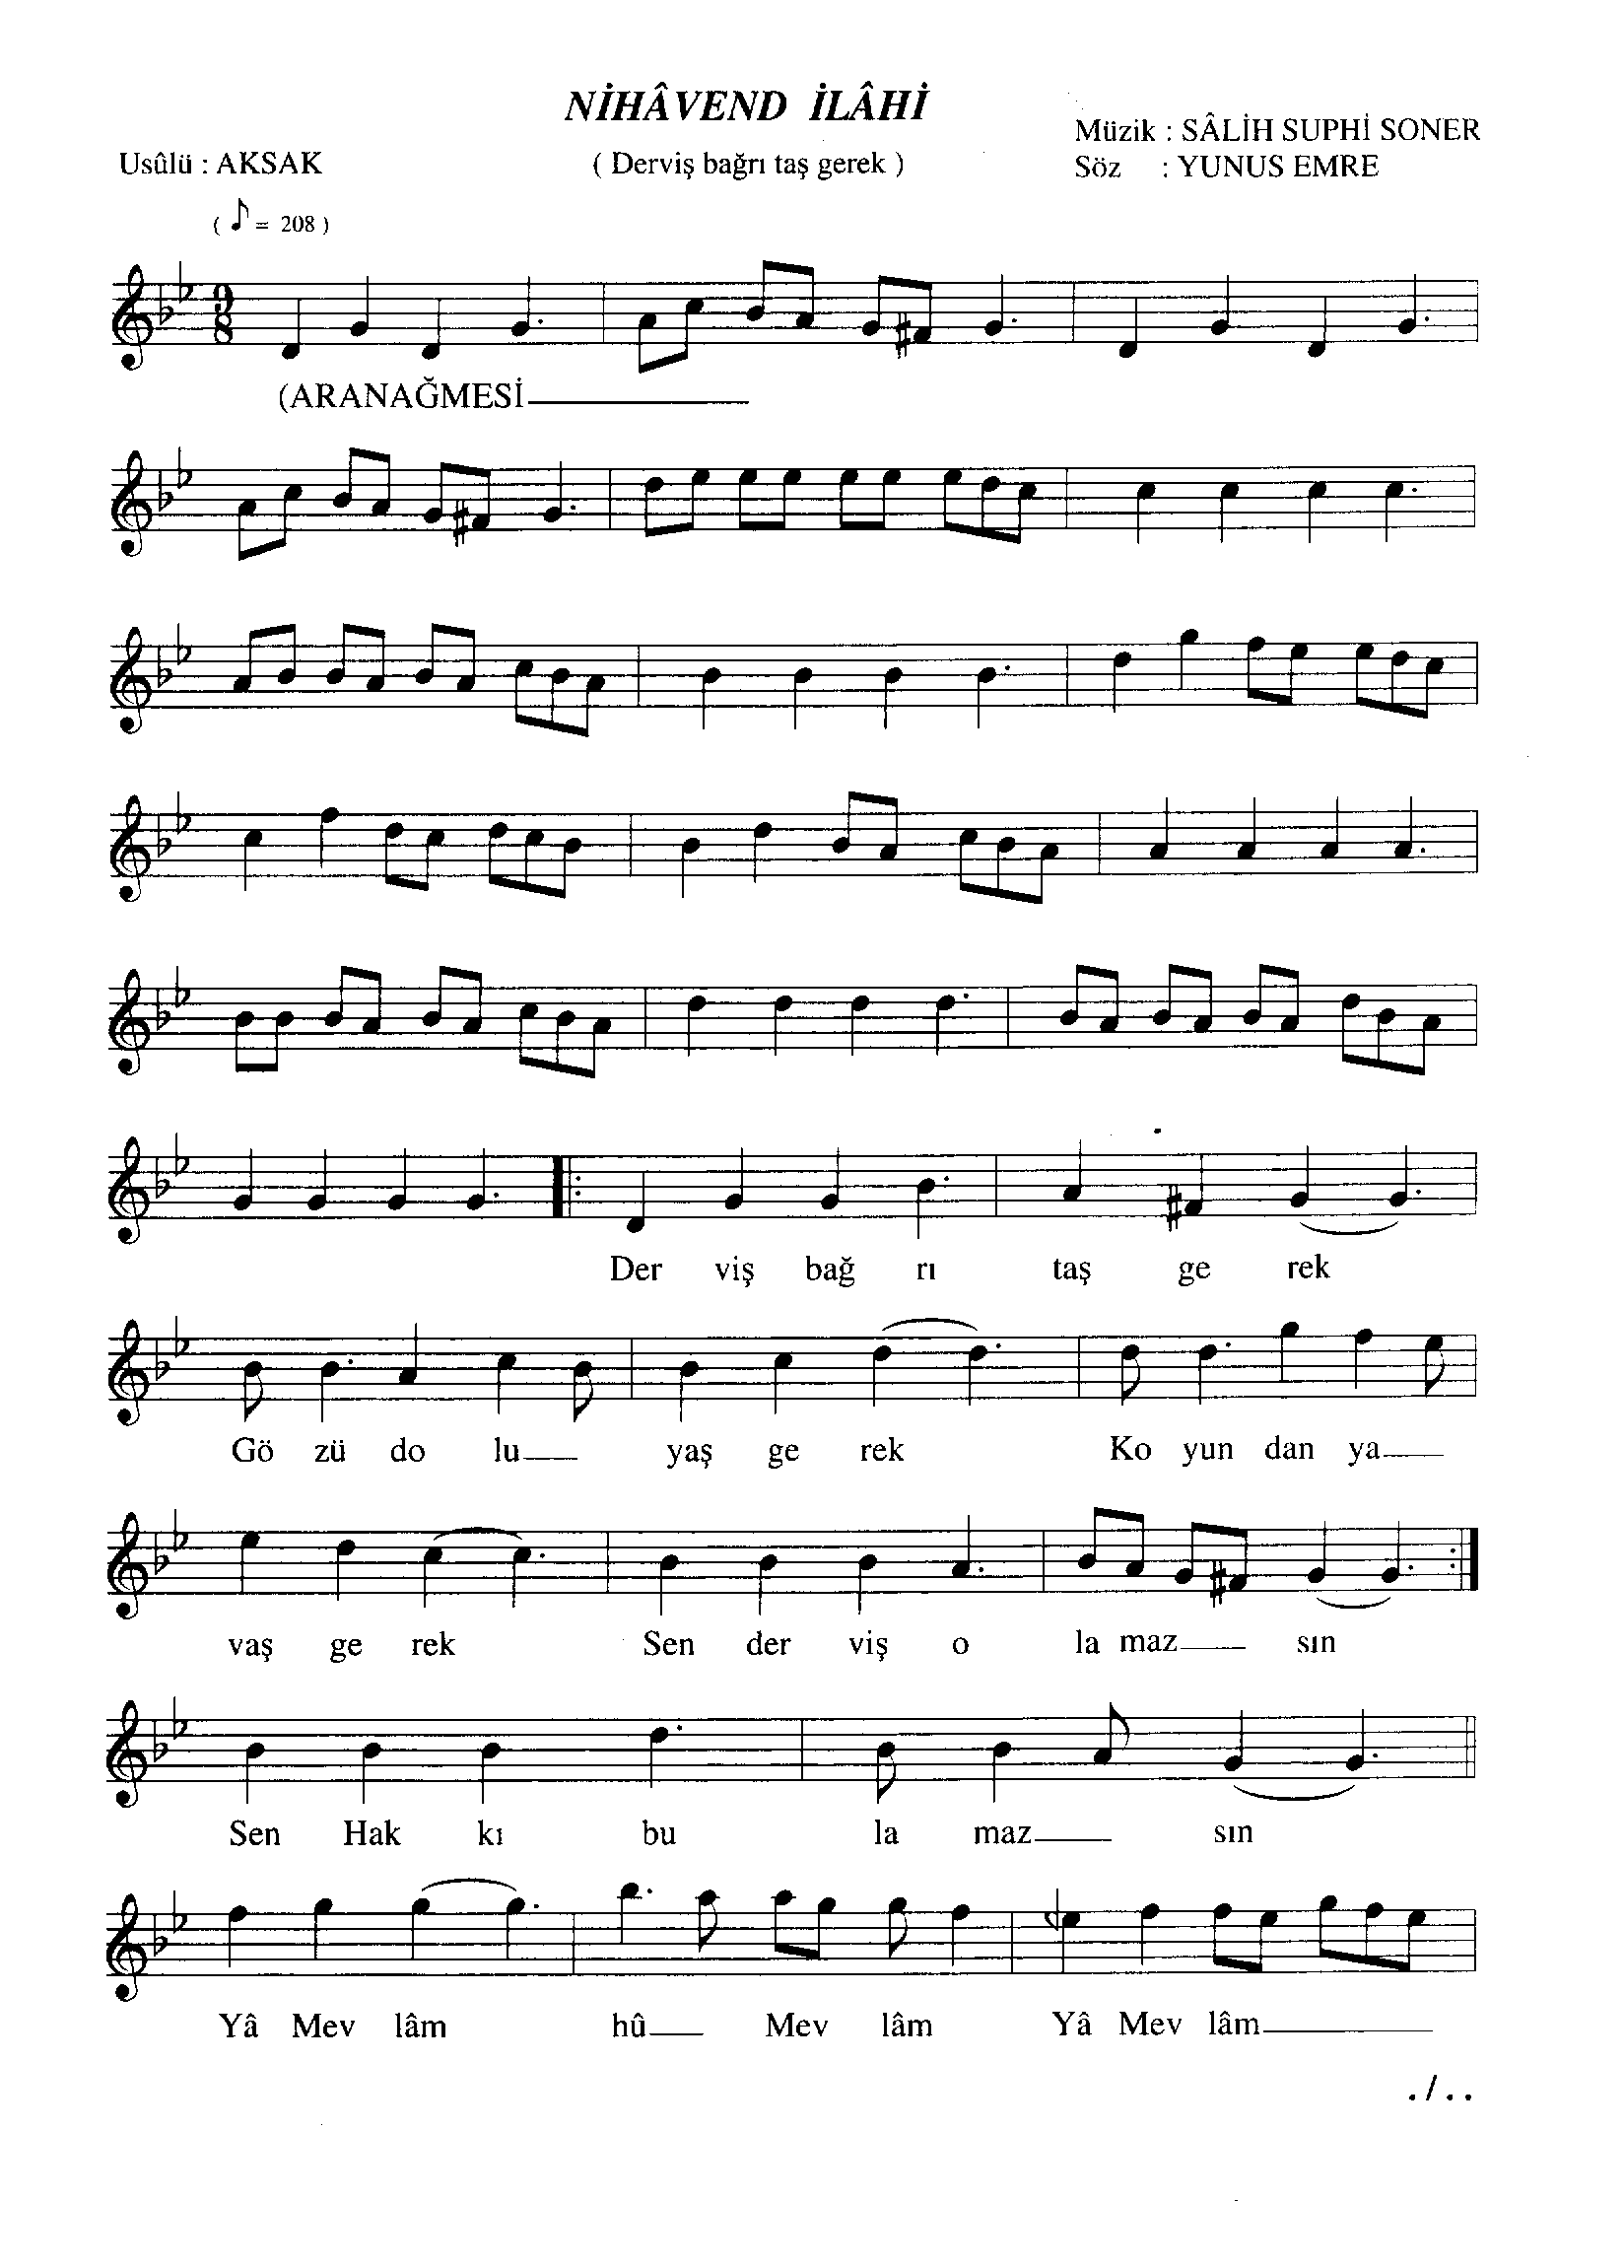 NİHÂVEND İLÂHİ
Müzik : SÂLİH SUPHİ SONER
Usûlü : AKSAK
( Derviş bağrı taş gerek )
Söz : YUNUS EMRE
( ♪ = 208 )
9
8
(ARANAĞMESİ
Der viş bağ rı taş ge rek
Gö zü do lu yaş ge rek Ko yun dan ya
vaş ge rek Sen der viş o la maz sın
Sen Hak kı bu la maz sın
Yâ Mev lâm hû Mev lâm Yâ Mev lâm
. / . .